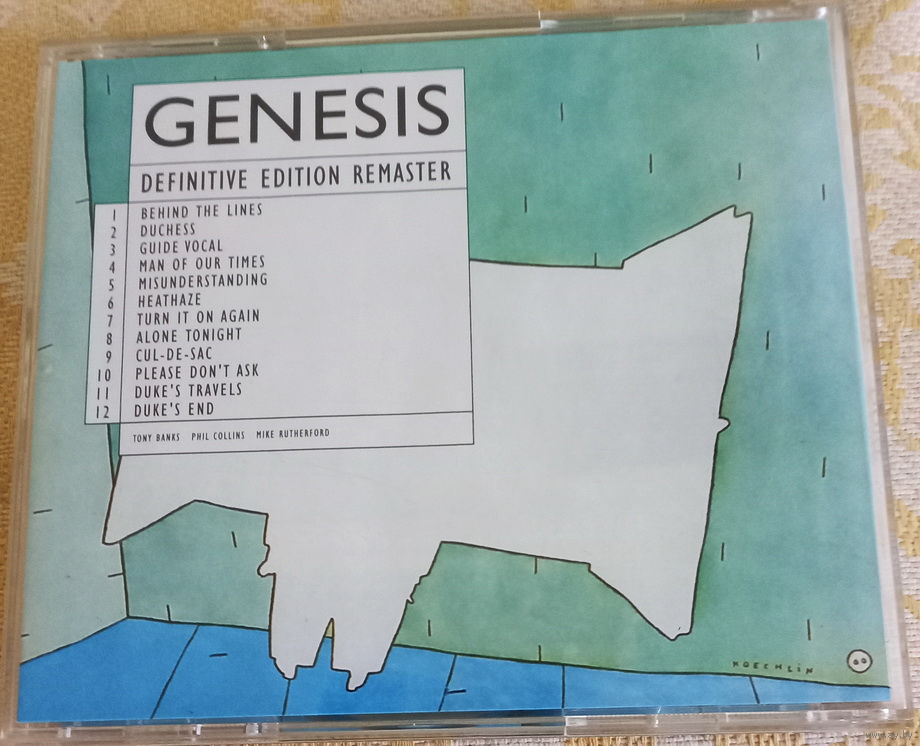 GENESIS
DEFINITIVE EDITION REMASTER
1 BEHIND THE LINES
2 DUCHESS
3 GUIDE VOCAL
4 MAN OF OUR TIMES
5 MISUNDERSTANDING
6 HEATHAZE
7 TURN IT ON AGAIN
8 ALONE TONIGHT
9 CUL-DE-SAC
10 PLEASE DON'T ASK
11 DUKE'S TRAVELS
12 DUKE'S END
TONY BANKS PHIL COLLINS MIKE RUTHERFORD
KOECHLIN